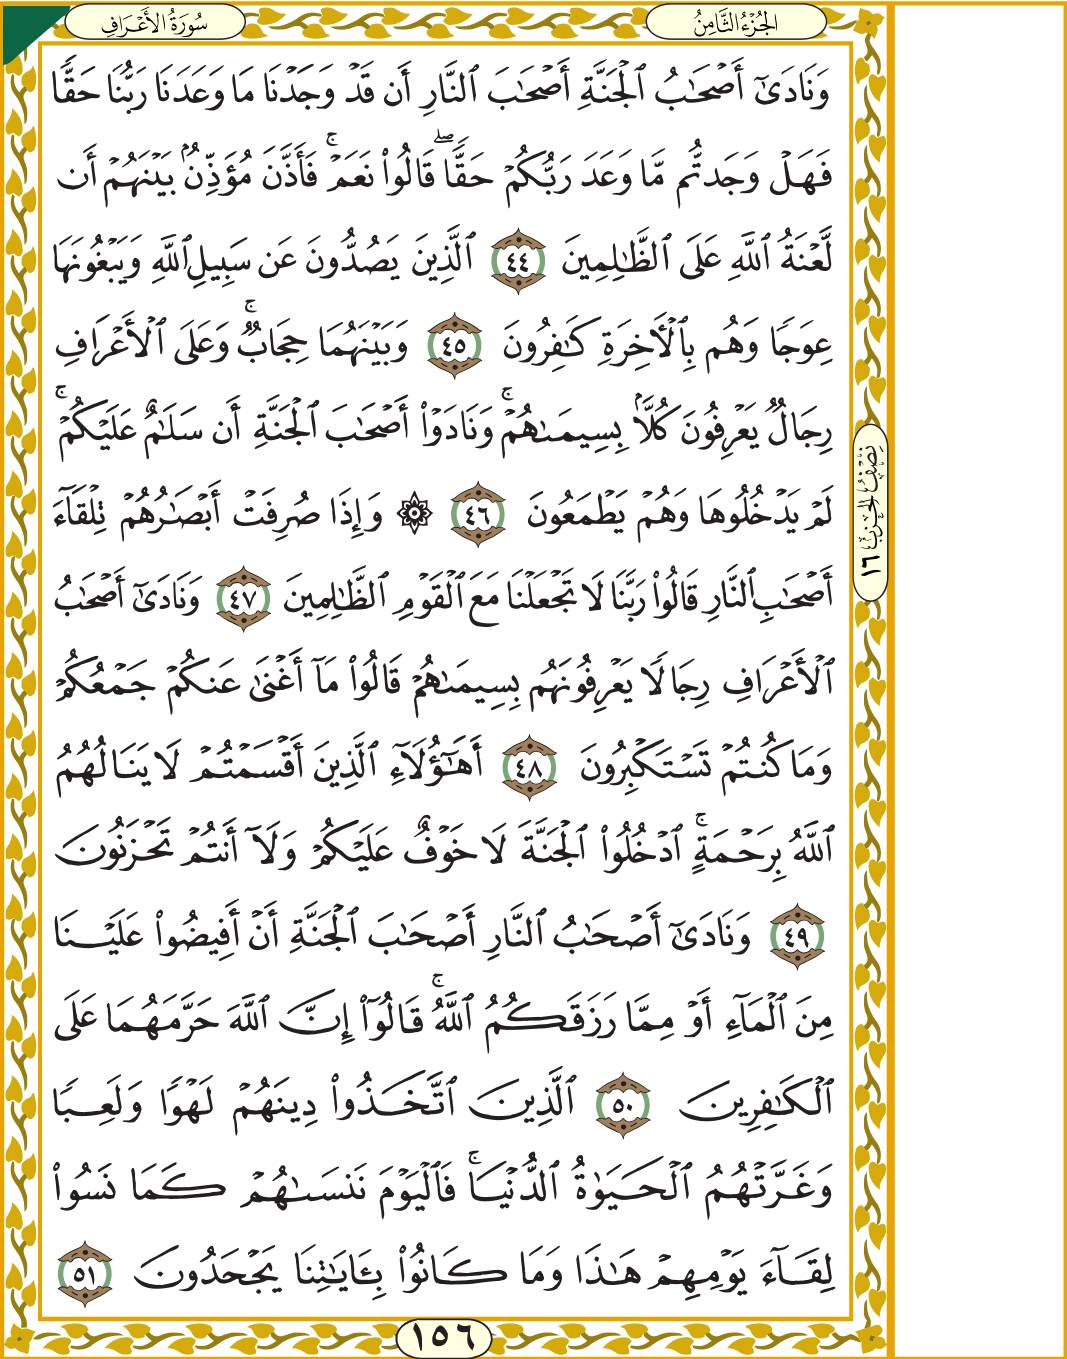 سُورَةُ الأَعْرَافِ
الجُزْءُ الثَّامِنُ
وَنَادَىٰٓ أَصْحَٰبُ ٱلْجَنَّةِ أَصْحَٰبَ ٱلنَّارِ أَن قَدْ وَجَدْنَا مَا وَعَدَنَا رَبُّنَا حَقًّا
فَهَلْ وَجَدتُّم مَّا وَعَدَ رَبُّكُمْ حَقًّا ۖ قَالُوا۟ نَعَمْ ۚ فَأَذَّنَ مُؤَذِّنٌۢ بَيْنَهُمْ أَن
لَّعْنَةُ ٱللَّهِ عَلَى ٱلظَّٰلِمِينَ ٤٤ ٱلَّذِينَ يَصُدُّونَ عَن سَبِيلِ ٱللَّهِ وَيَبْغُونَهَا
عِوَجًا وَهُم بِٱلْـَٔاخِرَةِ كَٰفِرُونَ ٤٥ وَبَيْنَهُمَا حِجَابٌ ۚ وَعَلَى ٱلْأَعْرَافِ
رِجَالٌ يَعْرِفُونَ كُلًّۢا بِسِيمَىٰهُمْ ۚ وَنَادَوْا۟ أَصْحَٰبَ ٱلْجَنَّةِ أَن سَلَٰمٌ عَلَيْكُمْ ۚ
لَمْ يَدْخُلُوهَا وَهُمْ يَطْمَعُونَ ٤٦ ۞ وَإِذَا صُرِفَتْ أَبْصَٰرُهُمْ تِلْقَآءَ
أَصْحَٰبِ ٱلنَّارِ قَالُوا۟ رَبَّنَا لَا تَجْعَلْنَا مَعَ ٱلْقَوْمِ ٱلظَّٰلِمِينَ ٤٧ وَنَادَىٰٓ أَصْحَٰبُ
ٱلْأَعْرَافِ رِجَالًا يَعْرِفُونَهُم بِسِيمَىٰهُمْ قَالُوا۟ مَآ أَغْنَىٰ عَنكُمْ جَمْعُكُمْ
وَمَا كُنتُمْ تَسْتَكْبِرُونَ ٤٨ أَهَٰٓؤُلَآءِ ٱلَّذِينَ أَقْسَمْتُمْ لَا يَنَالُهُمُ
ٱللَّهُ بِرَحْمَةٍ ۚ ٱدْخُلُوا۟ ٱلْجَنَّةَ لَا خَوْفٌ عَلَيْكُمْ وَلَآ أَنتُمْ تَحْزَنُونَ
٤٩ وَنَادَىٰٓ أَصْحَٰبُ ٱلنَّارِ أَصْحَٰبَ ٱلْجَنَّةِ أَنْ أَفِيضُوا۟ عَلَيْنَا
مِنَ ٱلْمَآءِ أَوْ مِمَّا رَزَقَكُمُ ٱللَّهُ ۚ قَالُوٓا۟ إِنَّ ٱللَّهَ حَرَّمَهُمَا عَلَى
ٱلْكَٰفِرِينَ ٥٠ ٱلَّذِينَ ٱتَّخَذُوا۟ دِينَهُمْ لَهْوًا وَلَعِبًا
وَغَرَّتْهُمُ ٱلْحَيَوٰةُ ٱلدُّنْيَا ۚ فَٱلْيَوْمَ نَنسَىٰهُمْ كَمَا نَسُوا۟
لِقَآءَ يَوْمِهِمْ هَٰذَا وَمَا كَانُوا۟ بِـَٔايَٰتِنَا يَجْحَدُونَ ٥١
نِصْفُ الحِزْبِ ١٦
١٥٦